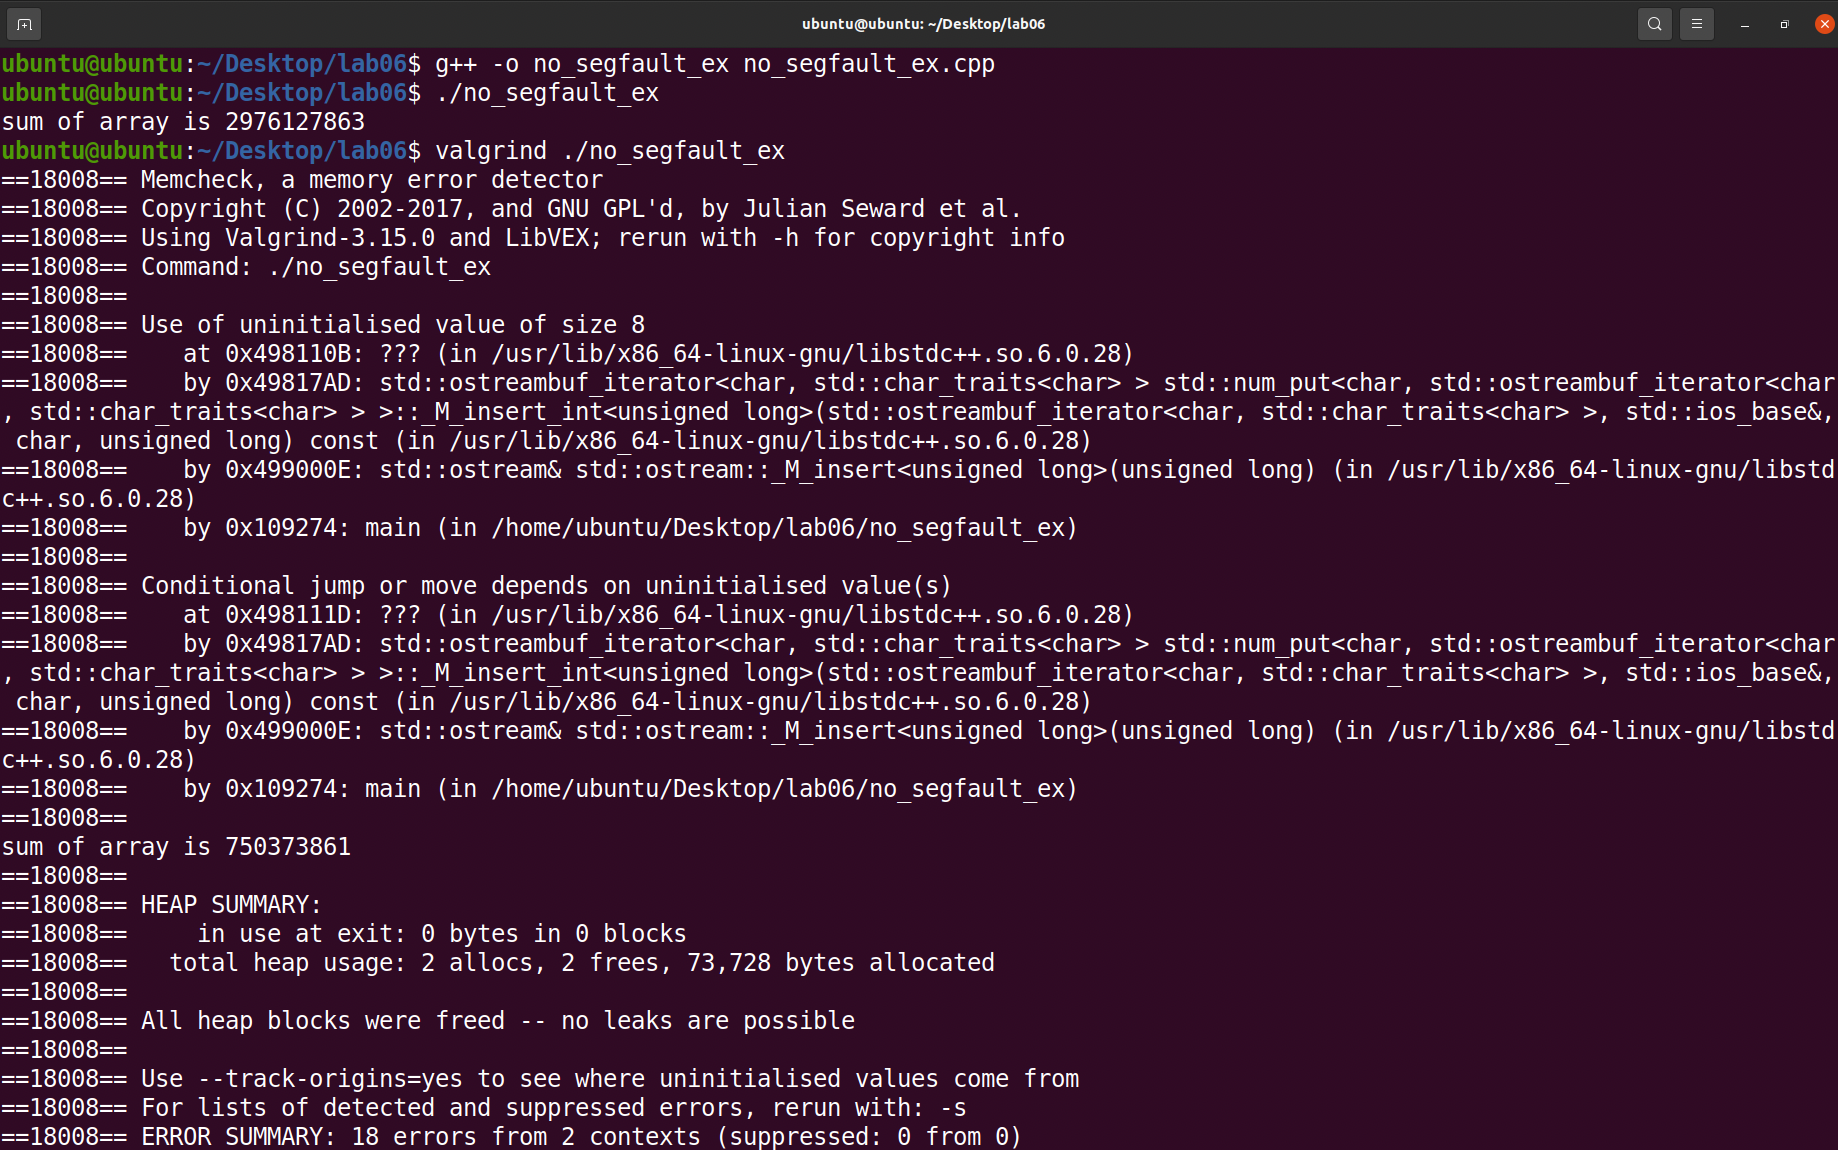 ubuntu@ubuntu: ~/Desktop/lab06
ubuntu@ubuntu:~/Desktop/lab06$ g++ -o no_segfault_ex no_segfault_ex.cpp
ubuntu@ubuntu:~/Desktop/lab06$ ./no_segfault_ex
sum of array is 2976127863
ubuntu@ubuntu:~/Desktop/lab06$ valgrind ./no_segfault_ex
==18008== Memcheck, a memory error detector
==18008== Copyright (C) 2002-2017, and GNU GPL'd, by Julian Seward et al.
==18008== Using Valgrind-3.15.0 and LibVEX; rerun with -h for copyright info
==18008== Command: ./no_segfault_ex
==18008==
==18008== Use of uninitialised value of size 8
==18008==    at 0x498110B: ??? (in /usr/lib/x86_64-linux-gnu/libstdc++.so.6.0.28)
==18008==    by 0x49817AD: std::ostreambuf_iterator<char, std::char_traits<char> > std::num_put<char, std::ostreambuf_iterator<char
, std::char_traits<char> > >::_M_insert_int<unsigned long>(std::ostreambuf_iterator<char, std::char_traits<char> >, std::ios_base&,
 char, unsigned long) const (in /usr/lib/x86_64-linux-gnu/libstdc++.so.6.0.28)
==18008==    by 0x499000E: std::ostream& std::ostream::_M_insert<unsigned long>(unsigned long) (in /usr/lib/x86_64-linux-gnu/libstd
c++.so.6.0.28)
==18008==    by 0x109274: main (in /home/ubuntu/Desktop/lab06/no_segfault_ex)
==18008==
==18008== Conditional jump or move depends on uninitialised value(s)
==18008==    at 0x498111D: ??? (in /usr/lib/x86_64-linux-gnu/libstdc++.so.6.0.28)
==18008==    by 0x49817AD: std::ostreambuf_iterator<char, std::char_traits<char> > std::num_put<char, std::ostreambuf_iterator<char
, std::char_traits<char> > >::_M_insert_int<unsigned long>(std::ostreambuf_iterator<char, std::char_traits<char> >, std::ios_base&,
 char, unsigned long) const (in /usr/lib/x86_64-linux-gnu/libstdc++.so.6.0.28)
==18008==    by 0x499000E: std::ostream& std::ostream::_M_insert<unsigned long>(unsigned long) (in /usr/lib/x86_64-linux-gnu/libstd
c++.so.6.0.28)
==18008==    by 0x109274: main (in /home/ubuntu/Desktop/lab06/no_segfault_ex)
==18008==
sum of array is 750373861
==18008==
==18008== HEAP SUMMARY:
==18008==     in use at exit: 0 bytes in 0 blocks
==18008==   total heap usage: 2 allocs, 2 frees, 73,728 bytes allocated
==18008==
==18008== All heap blocks were freed -- no leaks are possible
==18008==
==18008== Use --track-origins=yes to see where uninitialised values come from
==18008== For lists of detected and suppressed errors, rerun with: -s
==18008== ERROR SUMMARY: 18 errors from 2 contexts (suppressed: 0 from 0)